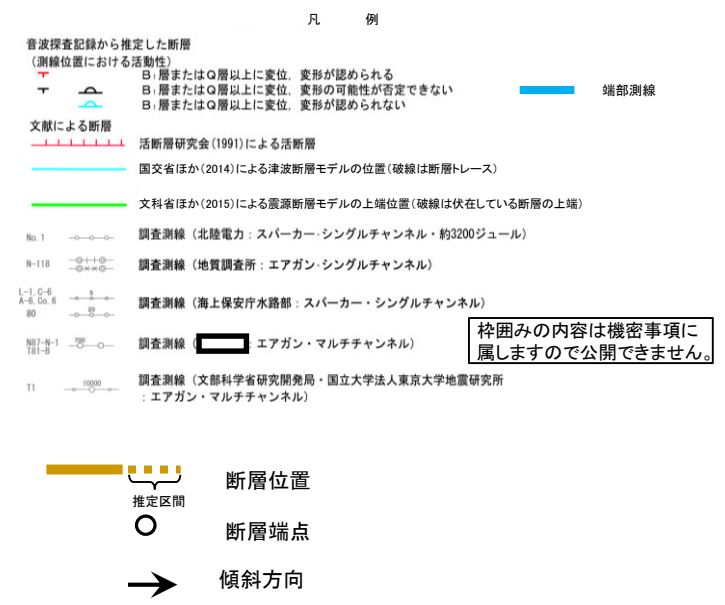 凡　例
音波探査記録から推定した断層
（測線位置における活動性）
B₁層またはQ層以上に変位，変形が認められる
B₁層またはQ層以上に変位，変形の可能性が否定できない
B₁層またはQ層以上に変位，変形が認められない
端部測線
文献による断層
活断層研究会（1991）による活断層
国交省ほか（2014）による津波断層モデルの位置（破線は断層トレース）
文科省ほか（2015）による震源断層モデルの上端位置（破線は伏在している断層の上端）
No.1 調査測線（北陸電力：スパーカー・シングルチャンネル・約3200ジュール）
N-118 調査測線（地質調査所：エアガン・シングルチャンネル）
L-1, C-6
A-6, Co.6 5 調査測線（海上保安庁水路部：スパーカー・シングルチャンネル）
80 20
N87-N-1 700 調査測線（ ：エアガン・マルチチャンネル）
T81-B
枠囲みの内容は機密事項に
属しますので公開できません。
T1 10000 調査測線（文部科学省研究開発局・国立大学法人東京大学地震研究所
：エアガン・マルチチャンネル）
断層位置
推定区間
断層端点
傾斜方向